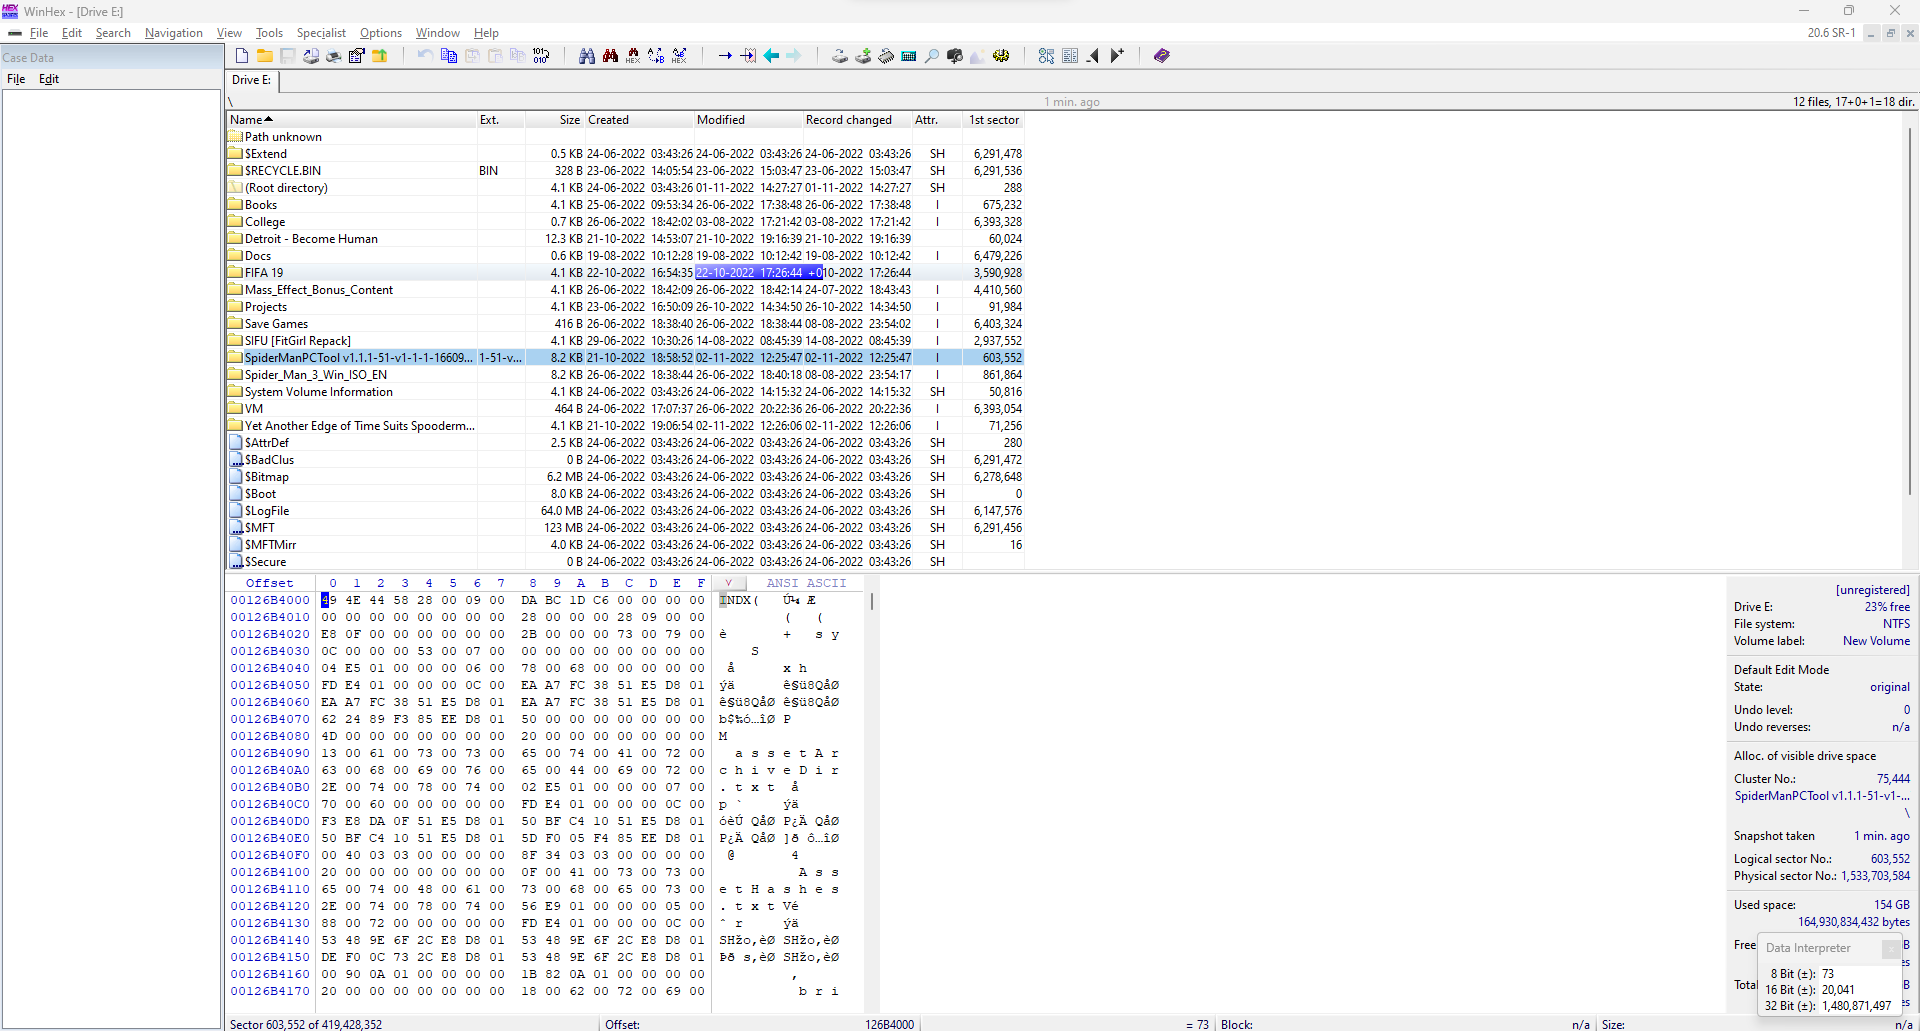 WinHex - [Drive E:]
File Edit Search Navigation View Tools Specialist Options Window Help
20.6 SR-1
Case Data
File Edit
Drive E:
\ 1 min. ago 12 files, 17+0+1=18 dir.
Name Ext. Size Created Modified Record changed Attr. 1st sector
Path unknown
$Extend 0.5 KB 24-06-2022 03:43:26 24-06-2022 03:43:26 24-06-2022 03:43:26 SH 6,291,478
$RECYCLE.BIN BIN 328 B 23-06-2022 14:05:54 23-06-2022 15:03:47 23-06-2022 15:03:47 SH 6,291,536
(Root directory) 4.1 KB 24-06-2022 03:43:26 01-11-2022 14:27:27 01-11-2022 14:27:27 SH 288
Books 4.1 KB 25-06-2022 09:53:34 26-06-2022 17:38:48 26-06-2022 17:38:48 I 675,232
College 0.7 KB 26-06-2022 18:42:02 03-08-2022 17:21:42 03-08-2022 17:21:42 I 6,393,328
Detroit - Become Human 12.3 KB 21-10-2022 14:53:07 21-10-2022 19:16:39 21-10-2022 19:16:39 60,024
Docs 0.6 KB 19-08-2022 10:12:28 19-08-2022 10:12:42 19-08-2022 10:12:42 I 6,479,226
FIFA 19 4.1 KB 22-10-2022 16:54:35 22-10-2022 17:26:44 +0 10-2022 17:26:44 3,590,928
Mass_Effect_Bonus_Content 4.1 KB 26-06-2022 18:42:09 26-06-2022 18:42:14 24-07-2022 18:43:43 I 4,410,560
Projects 4.1 KB 23-06-2022 16:50:09 26-10-2022 14:34:50 26-10-2022 14:34:50 I 91,984
Save Games 416 B 26-06-2022 18:38:40 26-06-2022 18:38:44 08-08-2022 23:54:02 I 6,403,324
SIFU [FitGirl Repack] 4.1 KB 29-06-2022 10:30:26 14-08-2022 08:45:39 14-08-2022 08:45:39 I 2,937,552
SpiderManPCTool v1.1.1-51-v1-1-1-16609... 1-51-v... 8.2 KB 21-10-2022 18:58:52 02-11-2022 12:25:47 02-11-2022 12:25:47 I 603,552
Spider_Man_3_Win_ISO_EN 8.2 KB 26-06-2022 18:38:44 26-06-2022 18:40:18 08-08-2022 23:54:17 I 861,864
System Volume Information 4.1 KB 24-06-2022 03:43:26 24-06-2022 14:15:32 24-06-2022 14:15:32 SH 50,816
VM 464 B 24-06-2022 17:07:37 26-06-2022 20:22:36 26-06-2022 20:22:36 I 6,393,054
Yet Another Edge of Time Suits Spooderm... 4.1 KB 21-10-2022 19:06:54 02-11-2022 12:26:06 02-11-2022 12:26:06 I 71,256
$AttrDef 2.5 KB 24-06-2022 03:43:26 24-06-2022 03:43:26 24-06-2022 03:43:26 SH 280
$BadClus 0 B 24-06-2022 03:43:26 24-06-2022 03:43:26 24-06-2022 03:43:26 SH 6,291,472
$Bitmap 6.2 MB 24-06-2022 03:43:26 24-06-2022 03:43:26 24-06-2022 03:43:26 SH 6,278,648
$Boot 8.0 KB 24-06-2022 03:43:26 24-06-2022 03:43:26 24-06-2022 03:43:26 SH 0
$LogFile 64.0 MB 24-06-2022 03:43:26 24-06-2022 03:43:26 24-06-2022 03:43:26 SH 6,147,576
$MFT 123 MB 24-06-2022 03:43:26 24-06-2022 03:43:26 24-06-2022 03:43:26 SH 6,291,456
$MFTMirr 4.0 KB 24-06-2022 03:43:26 24-06-2022 03:43:26 24-06-2022 03:43:26 SH 16
$Secure 0 B 24-06-2022 03:43:26 24-06-2022 03:43:26 24-06-2022 03:43:26 SH
Offset 0 1 2 3 4 5 6 7 8 9 A B C D E F ANSI ASCII
00126B4000 49 4E 44 58 28 00 09 00 DA BC 1D C6 00 00 00 00 INDX( Ú¼ Æ
00126B4010 00 00 00 00 00 00 00 00 28 00 00 00 28 09 00 00 ( (
00126B4020 E8 0F 00 00 00 00 00 00 2B 00 00 00 73 00 79 00 è + s y
00126B4030 0C 00 00 00 53 00 07 00 00 00 00 00 00 00 00 00 S
00126B4040 04 E5 01 00 00 00 06 00 78 00 68 00 00 00 00 00 å x h
00126B4050 FD E4 01 00 00 00 0C 00 EA A7 FC 38 51 E5 D8 01 ýä ê§ü8QåØ
00126B4060 EA A7 FC 38 51 E5 D8 01 EA A7 FC 38 51 E5 D8 01 ê§ü8QåØ ê§ü8QåØ
00126B4070 62 24 89 F3 85 EE D8 01 50 00 00 00 00 00 00 00 b$‰ó…îØ P
00126B4080 4D 00 00 00 00 00 00 00 20 00 00 00 00 00 00 00 M
00126B4090 13 00 61 00 73 00 73 00 65 00 74 00 41 00 72 00 a s s e t A r
00126B40A0 63 00 68 00 69 00 76 00 65 00 44 00 69 00 72 00 c h i v e D i r
00126B40B0 2E 00 74 00 78 00 74 00 02 E5 01 00 00 00 07 00 . t x t å
00126B40C0 70 00 60 00 00 00 00 00 FD E4 01 00 00 00 0C 00 p ` ýä
00126B40D0 F3 E8 DA 0F 51 E5 D8 01 50 BF C4 10 51 E5 D8 01 óèÚ QåØ P¿Ä QåØ
00126B40E0 50 BF C4 10 51 E5 D8 01 5D F0 05 F4 85 EE D8 01 P¿Ä QåØ ]ð ô…îØ
00126B40F0 00 40 03 03 00 00 00 00 8F 34 03 03 00 00 00 00 @ 4
00126B4100 20 00 00 00 00 00 00 00 0F 00 41 00 73 00 73 00 A s s
00126B4110 65 00 74 00 48 00 61 00 73 00 68 00 65 00 73 00 e t H a s h e s
00126B4120 2E 00 74 00 78 00 74 00 56 E9 01 00 00 00 05 00 . t x t Vé
00126B4130 88 00 72 00 00 00 00 00 FD E4 01 00 00 00 0C 00 ˆ r ýä
00126B4140 53 48 9E 6F 2C E8 D8 01 53 48 9E 6F 2C E8 D8 01 SHžo,èØ SHžo,èØ
00126B4150 DE F0 0C 73 2C E8 D8 01 53 48 9E 6F 2C E8 D8 01 Þð s,èØ SHžo,èØ
00126B4160 00 90 0A 01 00 00 00 00 1B 82 0A 01 00 00 00 00 ‚
00126B4170 20 00 00 00 00 00 00 00 18 00 62 00 72 00 69 00 b r i
[unregistered]
Drive E: 23% free
File system: NTFS
Volume label: New Volume
Default Edit Mode
State: original
Undo level: 0
Undo reverses: n/a
Alloc. of visible drive space
Cluster No.: 75,444
SpiderManPCTool v1.1.1-51-v1-...
\
Snapshot taken 1 min. ago
Logical sector No.: 603,552
Physical sector No.: 1,533,703,584
Used space: 154 GB
164,930,834,432 bytes
Free B
es
Total B
es
Data Interpreter
8 Bit (±): 73
16 Bit (±): 20,041
32 Bit (±): 1,480,871,497
Sector 603,552 of 419,428,352 Offset: 126B4000 = 73 Block: n/a Size: n/a